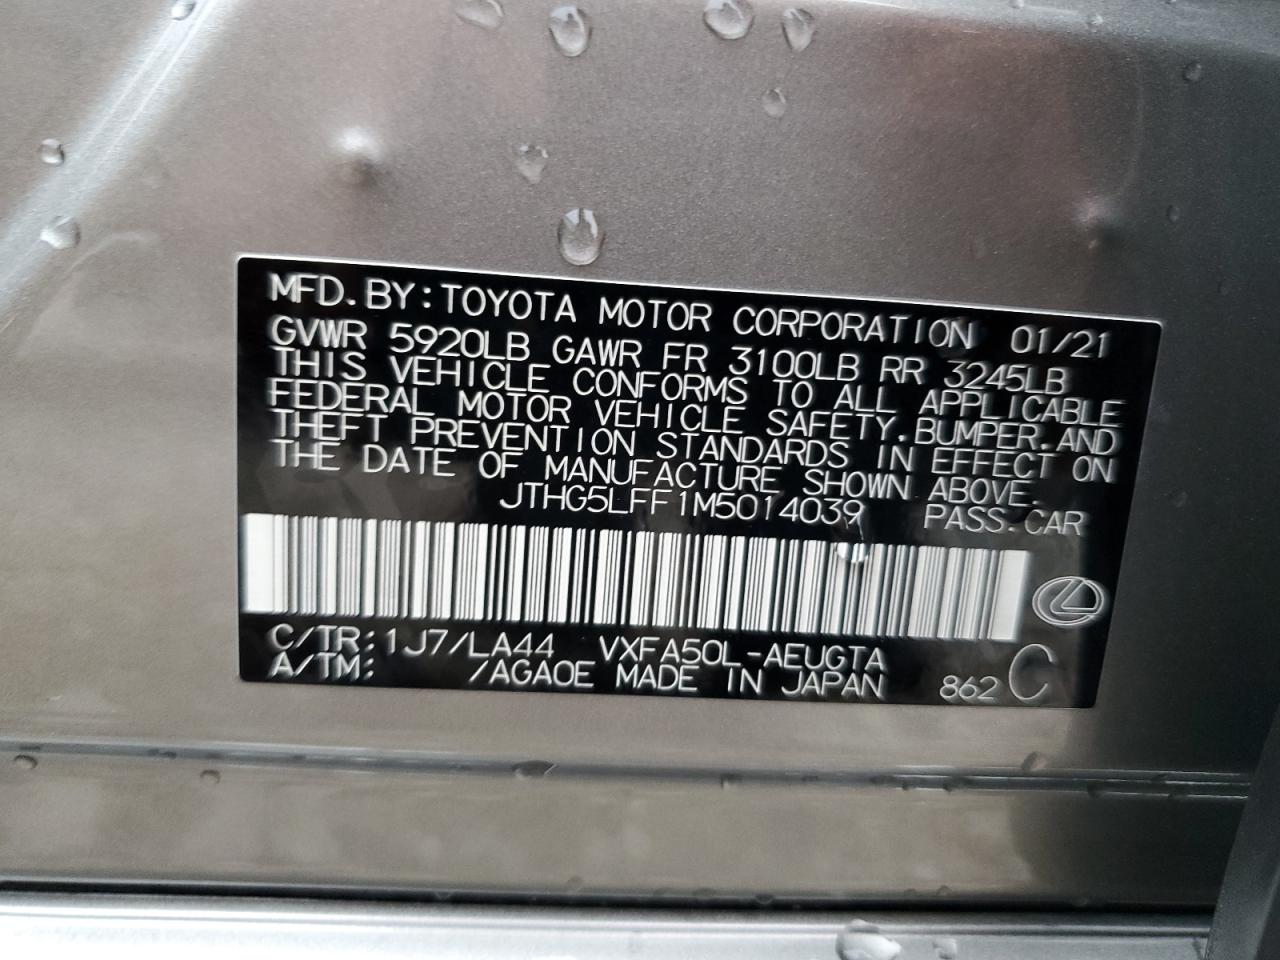 MFD.BY:TOYOTA MOTOR CORPORATION 01/21
GVWR 5920LB GAWR FR 3100LB RR 3245LB
THIS VEHICLE CONFORMS TO ALL APPLICABLE
FEDERAL MOTOR VEHICLE SAFETY.BUMPER.AND
THEFT PREVENTION STANDARDS IN EFFECT ON
THE DATE OF MANUFACTURE SHOWN ABOVE.
JTHG5LFF1M5014039 PASS.CAR
C/TR:1J7/LA44 VXFA50L-AEUGTA
A/TM: /AGA0E MADE IN JAPAN 862 C